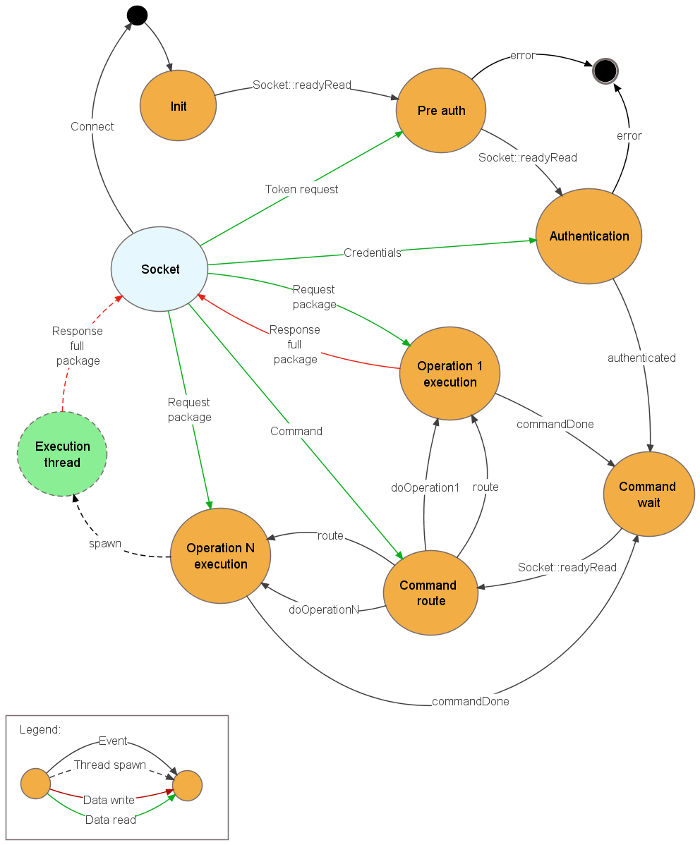 error
Socket::readyRead
Init
Pre auth
Connect
error
Socket::readyRead
Token request
Authentication
Credentials
Socket
Request
package
Response
full
package
Response
full
package
Operation 1
execution
authenticated
Request
package
commandDone
Command
Execution
thread
doOperation1
route
Command
wait
route
spawn
Operation N
execution
Socket::readyRead
Command
route
doOperationN
commandDone
Legend:
Event
Thread spawn
Data write
Data read